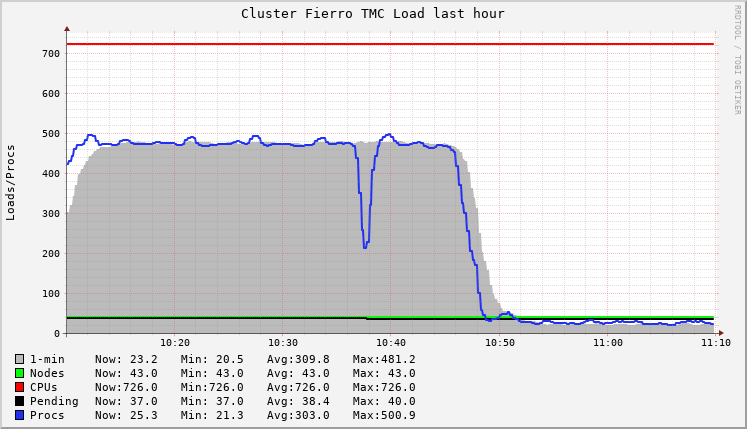 Cluster Fierro TMC Load last hour
RRDTOOL / TOBI OETIKER
Loads/Procs
700
600
500
400
300
200
100
0
10:20 10:30 10:40 10:50 11:00 11:10
1-min Now: 23.2 Min: 20.5 Avg:309.8 Max:481.2
Nodes Now: 43.0 Min: 43.0 Avg: 43.0 Max: 43.0
CPUs Now:726.0 Min:726.0 Avg:726.0 Max:726.0
Pending Now: 37.0 Min: 37.0 Avg: 38.4 Max: 40.0
Procs Now: 25.3 Min: 21.3 Avg:303.0 Max:500.9